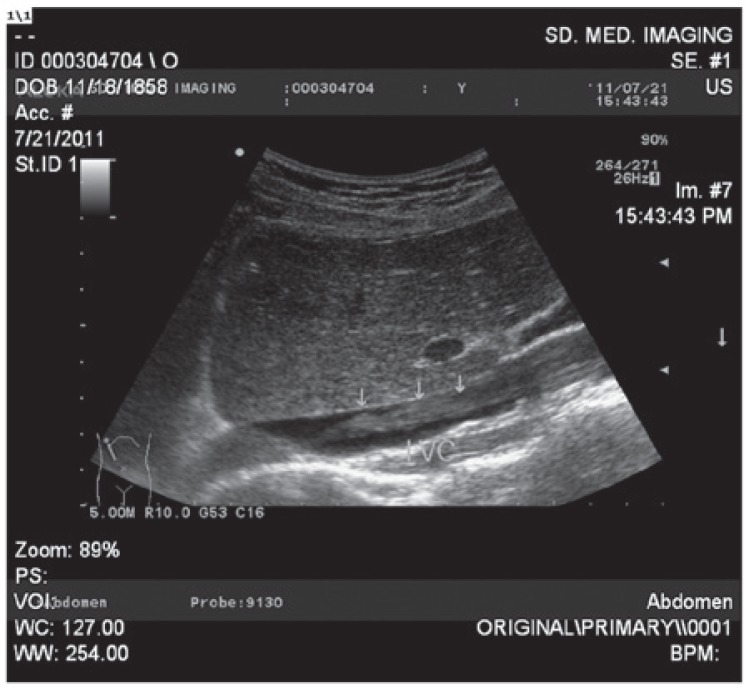 1\1
- -
SD. MED. IMAGING
ID 000304704 \ O
SE. #1
DOB 11/18/1858
IMAGING :000304704 : Y '11/07/21
US
: : 15:43:43
Acc. #
7/21/2011
90%
St.ID 1
264/271
26Hz 1
Im. #7
15:43:43 PM
IVC
5.00M R10.0 G53 C16
Zoom: 89%
PS:
VOI:
Abdomen Probe:9130
Abdomen
WC: 127.00
ORIGINAL\PRIMARY\\0001
WW: 254.00
BPM: